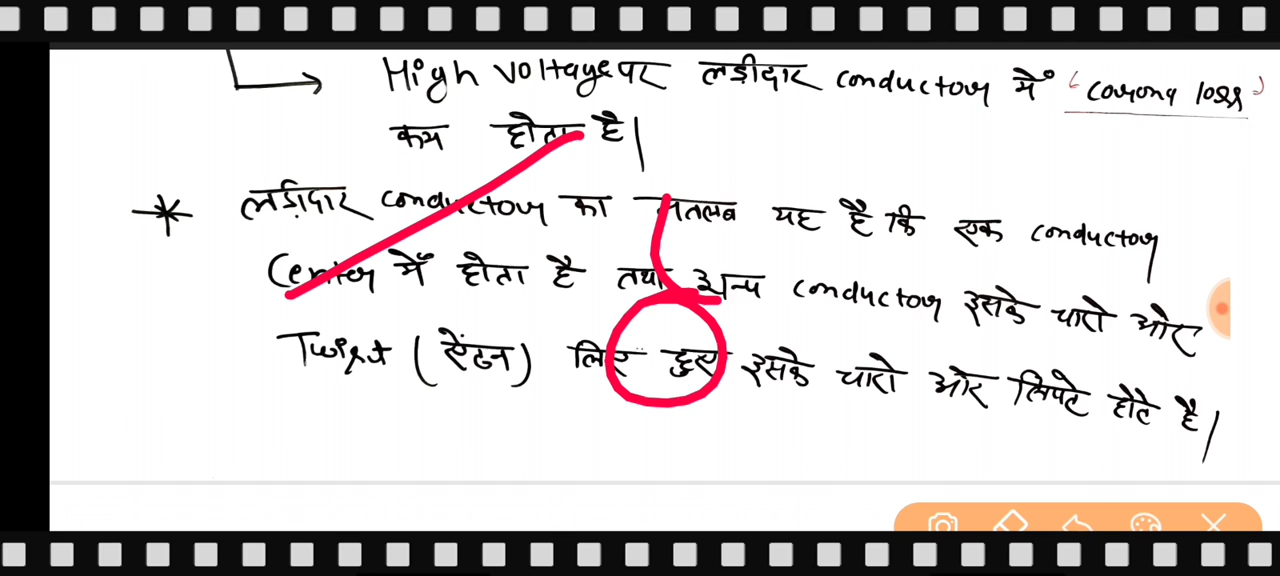 High voltage पर लड़ीदार conductor में (corona loss)
कम होता है|
* लड़ीदार conductor का मतलब यह है कि एक conductor
Center में होता है तथा अन्य conductor इसके चारो ओर
Twist (ऐंठन) लिए हुए इसके चारो ओर लिपटे होते है|